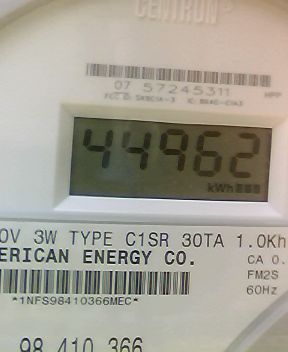 CENTRON
07 57245311
44962
kWh
0V 3W TYPE C1SR 30TA 1.0Kh
ERICAN ENERGY CO.
CA 0.
FM2S
60Hz
*1NFS98410366MEC*
98 410 366